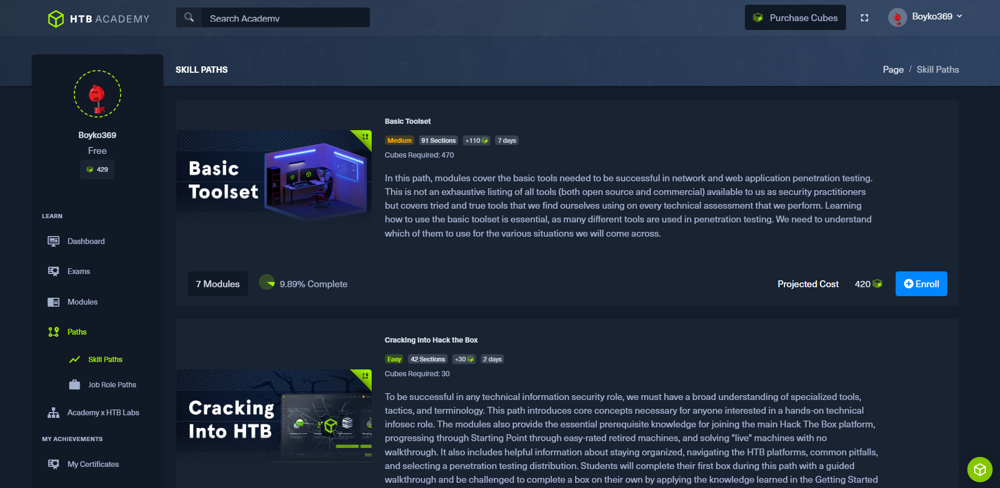 HTB ACADEMY
Search Academy
Purchase Cubes
Boyko369
Boyko369
Free
429
LEARN
Dashboard
Exams
Modules
Paths
Skill Paths
Job Role Paths
Academy x HTB Labs
MY ACHIEVEMENTS
My Certificates
SKILL PATHS
Page / Skill Paths
Basic
Toolset
Basic Toolset
Medium 91 Sections +110 7 days
Cubes Required: 470
In this path, modules cover the basic tools needed to be successful in network and web application penetration testing.
This is not an exhaustive listing of all tools (both open source and commercial) available to us as security practitioners
but covers tried and true tools that we find ourselves using on every technical assessment that we perform. Learning
how to use the basic toolset is essential, as many different tools are used in penetration testing. We need to understand
which of them to use for the various situations we will come across.
7 Modules 9.89% Complete
Projected Cost 420 Enroll
Cracking
Into HTB
Cracking into Hack the Box
Easy 42 Sections +30 2 days
Cubes Required: 30
To be successful in any technical information security role, we must have a broad understanding of specialized tools,
tactics, and terminology. This path introduces core concepts necessary for anyone interested in a hands-on technical
infosec role. The modules also provide the essential prerequisite knowledge for joining the main Hack The Box platform,
progressing through Starting Point through easy-rated retired machines, and solving "live" machines with no
walkthrough. It also includes helpful information about staying organized, navigating the HTB platforms, common pitfalls,
and selecting a penetration testing distribution. Students will complete their first box during this path with a guided
walkthrough and be challenged to complete a box on their own by applying the knowledge learned in the Getting Started